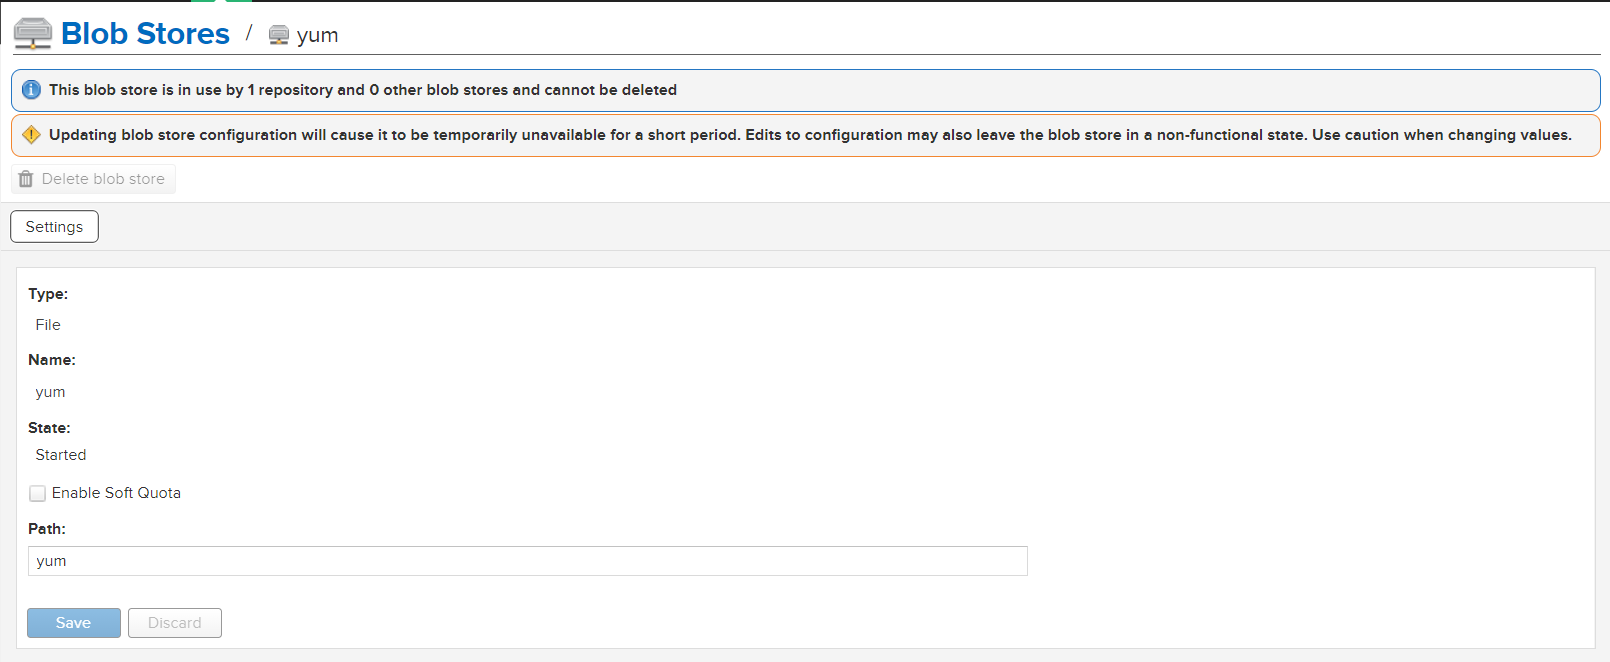 Blob Stores / yum
This blob store is in use by 1 repository and 0 other blob stores and cannot be deleted
Updating blob store configuration will cause it to be temporarily unavailable for a short period. Edits to configuration may also leave the blob store in a non-functional state. Use caution when changing values.
Delete blob store
Settings
Type:
File
Name:
yum
State:
Started
Enable Soft Quota
Path:
yum
Save Discard